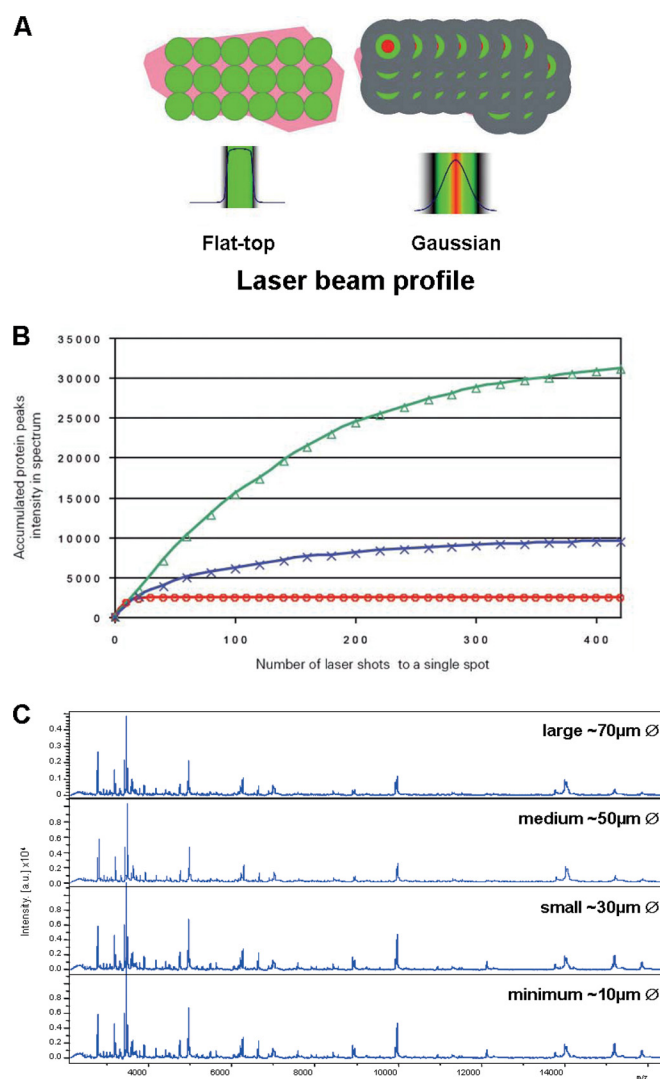 A
Flat-top
Gaussian
Laser beam profile
B
35000
30000
25000
20000
15000
10000
5000
0
Accumulated protein peaks
intensity in spectrum
0 100 200 300 400
Number of laser shots to a single spot
C
large ~70µm Ø
0.4
0.2
0.0
medium ~50µm Ø
1.0
0.8
0.6
0.4
0.2
0.0
small ~30µm Ø
0.8
0.6
0.4
0.2
0.0
minimum ~10µm Ø
0.8
0.6
0.4
0.2
0.0
Intensity. [a.u.] x10⁴
4000 6000 8000 10000 12000 14000